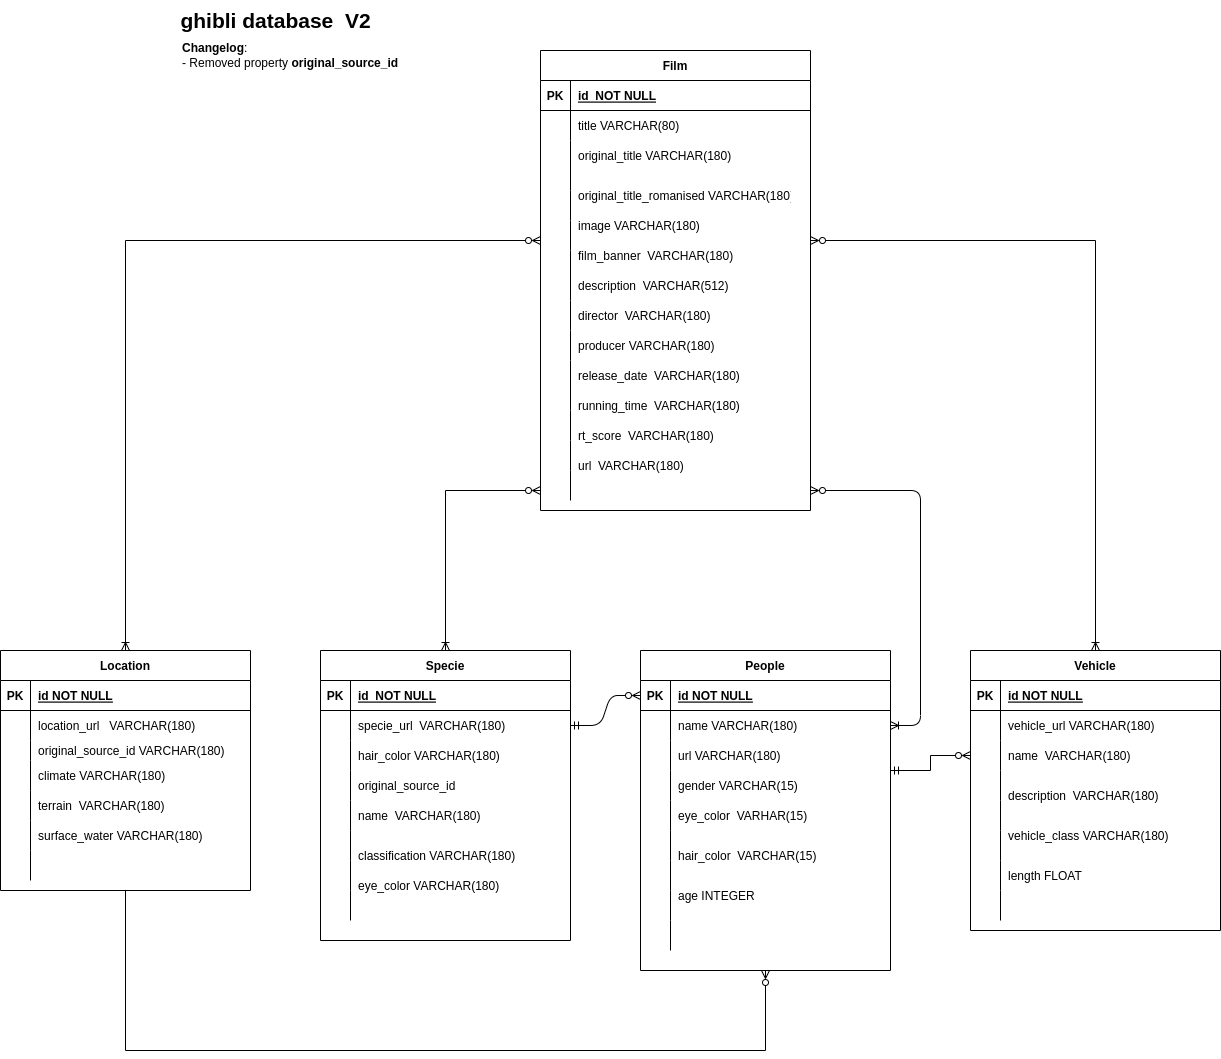 ghibli database  V2
Changelog:
- Removed property original_source_id
Film
PK id_NOT NULL
title VARCHAR(80)
original_title VARCHAR(180)
original_title_romanised VARCHAR(180
image VARCHAR(180)
film_banner  VARCHAR(180)
description  VARCHAR(512)
director  VARCHAR(180)
producer VARCHAR(180)
release_date  VARCHAR(180)
running_time  VARCHAR(180)
rt_score  VARCHAR(180)
url  VARCHAR(180)
Location
PK id NOT NULL
location_url   VARCHAR(180)
original_source_id VARCHAR(180)
climate VARCHAR(180)
terrain  VARCHAR(180)
surface_water VARCHAR(180)
Specie
PK id_NOT NULL
specie_url  VARCHAR(180)
hair_color VARCHAR(180)
original_source_id
name  VARCHAR(180)
classification VARCHAR(180)
eye_color VARCHAR(180)
People
PK id NOT NULL
name VARCHAR(180)
url VARCHAR(180)
gender VARCHAR(15)
eye_color  VARHAR(15)
hair_color  VARCHAR(15)
age INTEGER
Vehicle
PK id NOT NULL
vehicle_url VARCHAR(180)
name  VARCHAR(180)
description  VARCHAR(180)
vehicle_class VARCHAR(180)
length FLOAT